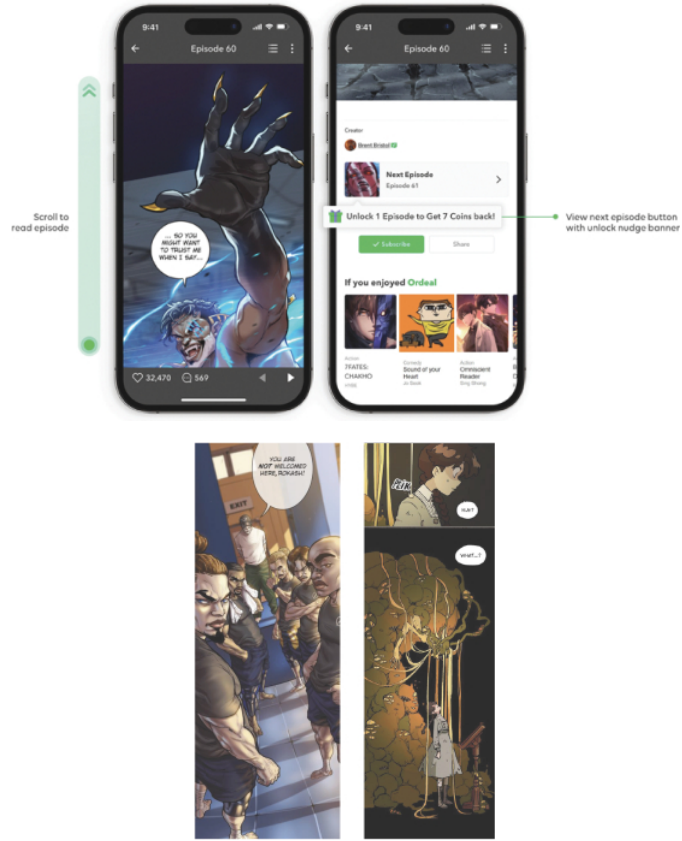 9:41
Episode 60
Scroll to
read episode
... SO YOU
MIGHT WANT
TO TRUST ME
WHEN I SAY...
32,470
569
9:41
Episode 60
Creator
Next Episode
Episode 61
Unlock 1 Episode to Get 7 Coins back!
View next episode button
with unlock nudge banner
Subscribe
Share
If you enjoyed Ordeal
Action
7FATES:
CHAKHO
Comedy
Sound of your
Heart
Action
Omniscient
Reader
YOU ARE
NOT WELCOMED
HERE, ROKASH!
EXIT
PLIK
HUH?
WHAT...?